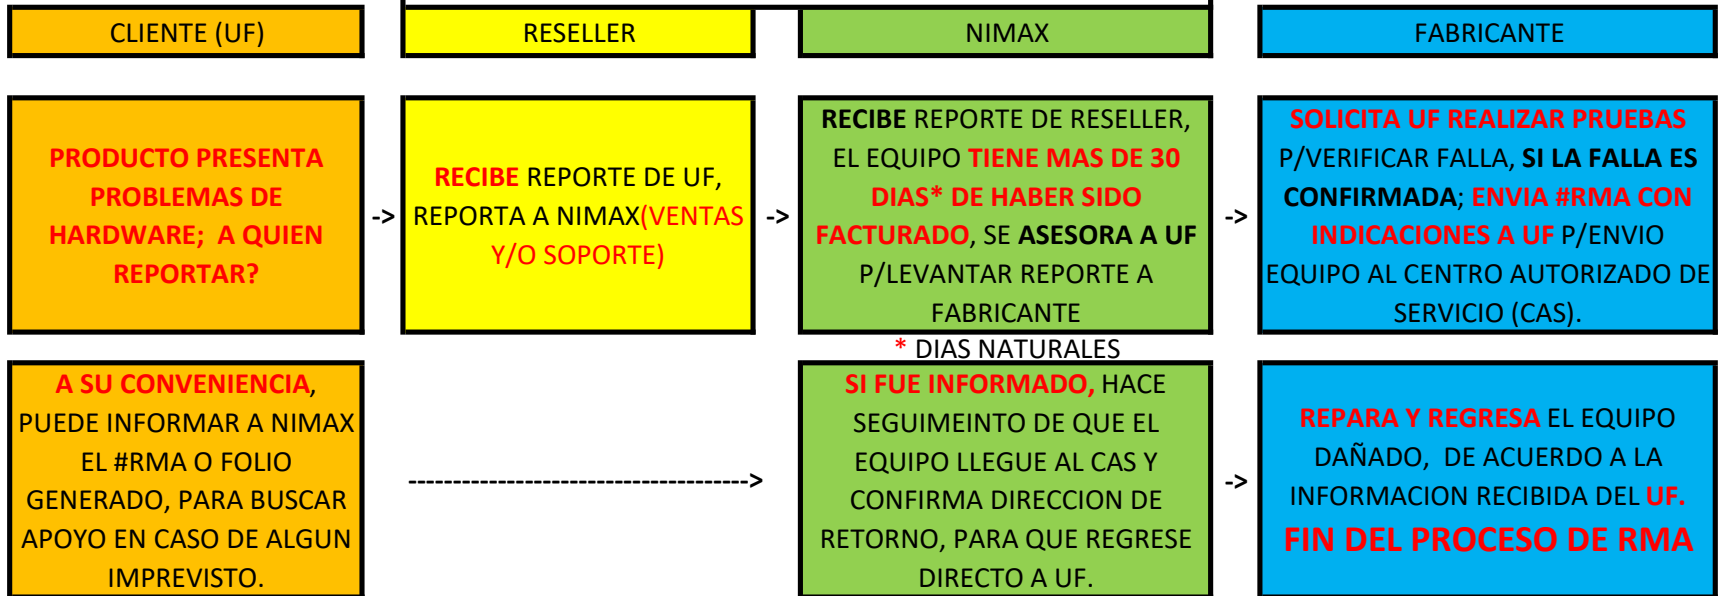 CLIENTE (UF)
RESELLER
NIMAX
FABRICANTE
PRODUCTO PRESENTA
PROBLEMAS DE
HARDWARE;  A QUIEN
REPORTAR?
->
RECIBE REPORTE DE UF,
REPORTA A NIMAX(VENTAS
Y/O SOPORTE)
->
RECIBE REPORTE DE RESELLER,
EL EQUIPO TIENE MAS DE 30
DIAS* DE HABER SIDO
FACTURADO, SE ASESORA A UF
P/LEVANTAR REPORTE A
FABRICANTE
->
SOLICITA UF REALIZAR PRUEBAS
P/VERIFICAR FALLA, SI LA FALLA ES
CONFIRMADA; ENVIA #RMA CON
INDICACIONES A UF P/ENVIO
EQUIPO AL CENTRO AUTORIZADO DE
SERVICIO (CAS).
* DIAS NATURALES
A SU CONVENIENCIA,
PUEDE INFORMAR A NIMAX
EL #RMA O FOLIO
GENERADO, PARA BUSCAR
APOYO EN CASO DE ALGUN
IMPREVISTO.
-------------------------------------->
SI FUE INFORMADO, HACE
SEGUIMEINTO DE QUE EL
EQUIPO LLEGUE AL CAS Y
CONFIRMA DIRECCION DE
RETORNO, PARA QUE REGRESE
DIRECTO A UF.
->
REPARA Y REGRESA EL EQUIPO
DAÑADO,  DE ACUERDO A LA
INFORMACION RECIBIDA DEL UF.
FIN DEL PROCESO DE RMA